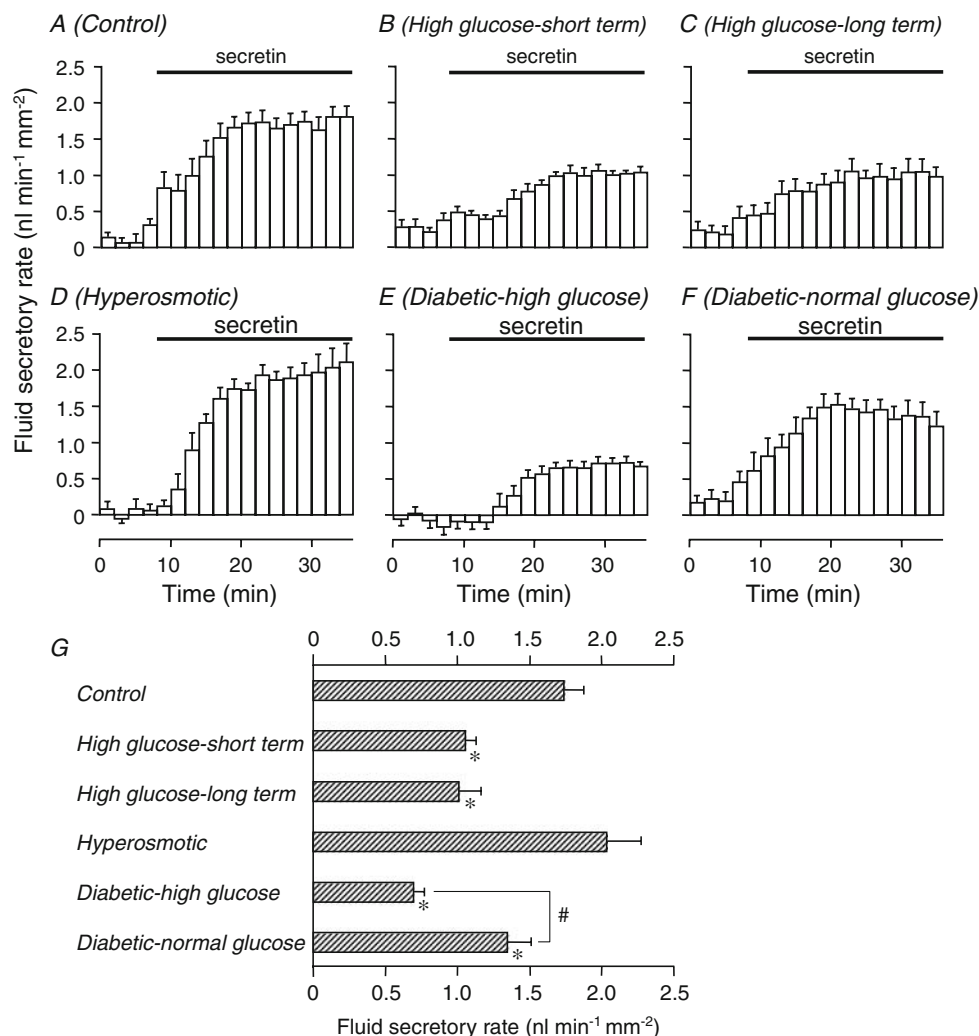 A (Control)
B (High glucose-short term)
C (High glucose-long term)
secretin
secretin
secretin
2.5
2.0
1.5
1.0
0.5
0
Fluid secretory rate (nl min⁻¹ mm⁻²)
D (Hyperosmotic)
E (Diabetic-high glucose)
F (Diabetic-normal glucose)
secretin
secretin
secretin
2.5
2.0
1.5
1.0
0.5
0
0 10 20 30
0 10 20 30
0 10 20 30
Time (min)
Time (min)
Time (min)
G
0 0.5 1.0 1.5 2.0 2.5
Control
High glucose-short term
*
High glucose-long term
*
Hyperosmotic
Diabetic-high glucose
*
#
Diabetic-normal glucose
*
0 0.5 1.0 1.5 2.0 2.5
Fluid secretory rate (nl min⁻¹ mm⁻²)